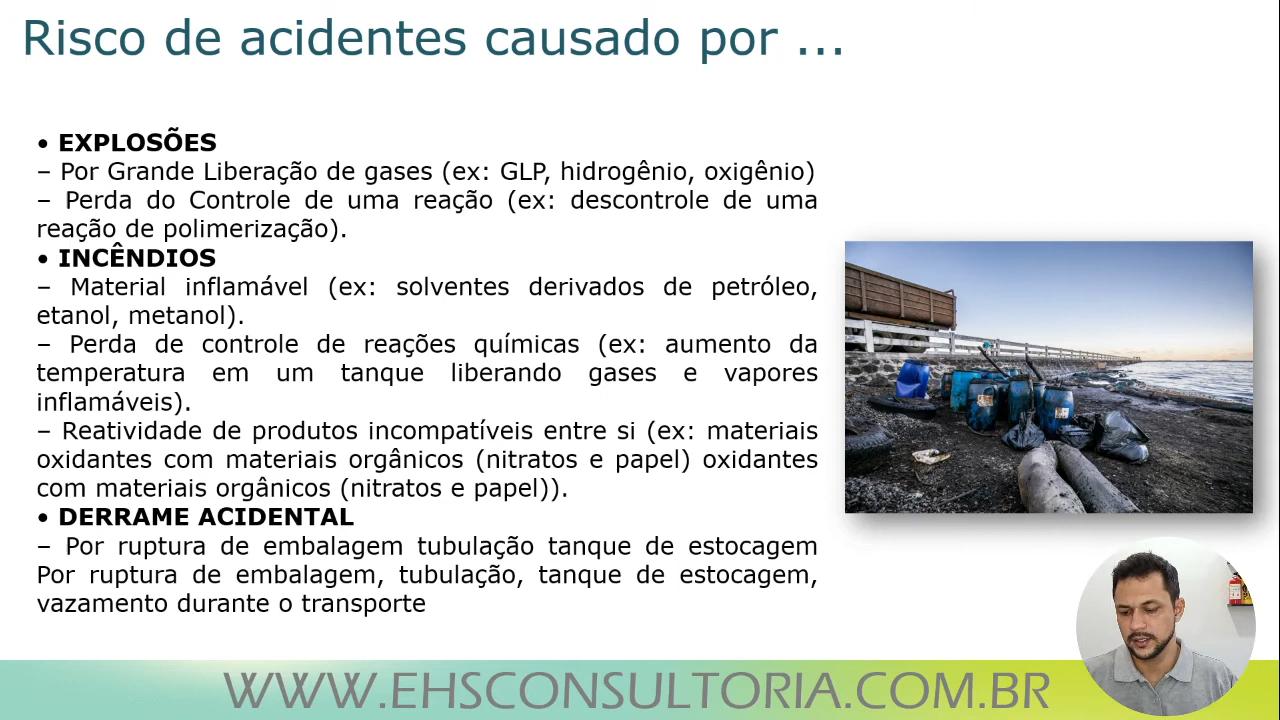 Risco de acidentes causado por ...
• EXPLOSÕES
– Por Grande Liberação de gases (ex: GLP, hidrogênio, oxigênio)
– Perda do Controle de uma reação (ex: descontrole de uma
reação de polimerização).
• INCÊNDIOS
– Material inflamável (ex: solventes derivados de petróleo,
etanol, metanol).
– Perda de controle de reações químicas (ex: aumento da
temperatura em um tanque liberando gases e vapores
inflamáveis).
– Reatividade de produtos incompatíveis entre si (ex: materiais
oxidantes com materiais orgânicos (nitratos e papel) oxidantes
com materiais orgânicos (nitratos e papel)).
• DERRAME ACIDENTAL
– Por ruptura de embalagem tubulação tanque de estocagem
Por ruptura de embalagem, tubulação, tanque de estocagem,
vazamento durante o transporte
WWW.EHSCONSULTORIA.COM.BR